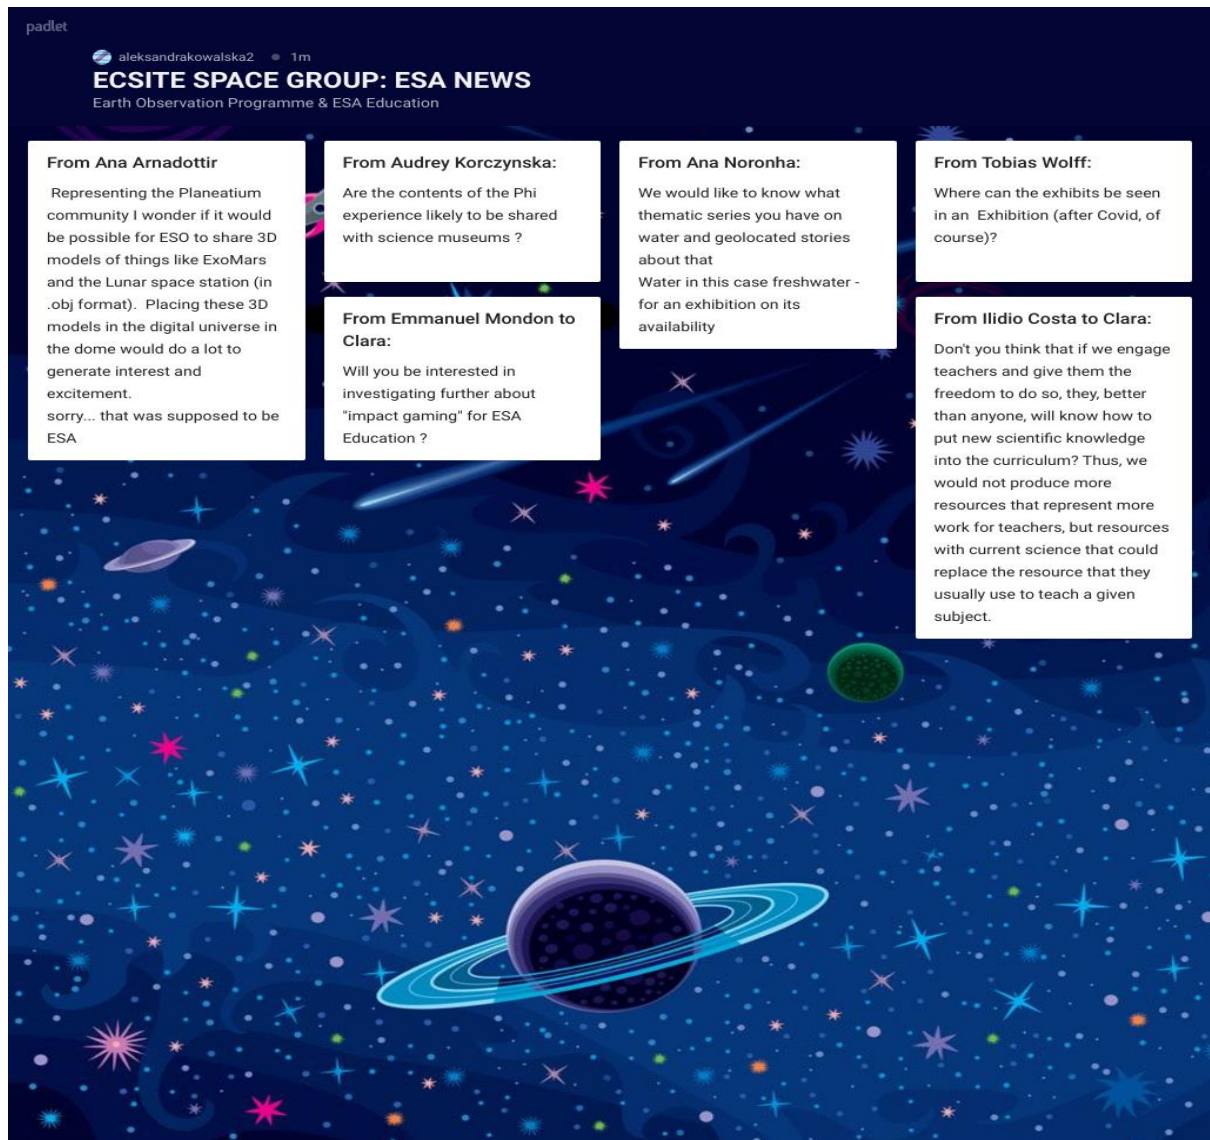 padlet
aleksandrakowalska2 1m
ECSITE SPACE GROUP: ESA NEWS
Earth Observation Programme & ESA Education
From Ana Arnadottir
Representing the Planeatium
community I wonder if it would
be possible for ESO to share 3D
models of things like ExoMars
and the Lunar space station (in
.obj format). Placing these 3D
models in the digital universe in
the dome would do a lot to
generate interest and
excitement.
sorry... that was supposed to be
ESA
From Audrey Korczynska:
Are the contents of the Phi
experience likely to be shared
with science museums ?
From Emmanuel Mondon to
Clara:
Will you be interested in
investigating further about
"impact gaming" for ESA
Education ?
From Ana Noronha:
We would like to know what
thematic series you have on
water and geolocated stories
about that
Water in this case freshwater -
for an exhibition on its
availability
From Tobias Wolff:
Where can the exhibits be seen
in an Exhibition (after Covid, of
course)?
From Ilidio Costa to Clara:
Don't you think that if we engage
teachers and give them the
freedom to do so, they, better
than anyone, will know how to
put new scientific knowledge
into the curriculum? Thus, we
would not produce more
resources that represent more
work for teachers, but resources
with current science that could
replace the resource that they
usually use to teach a given
subject.